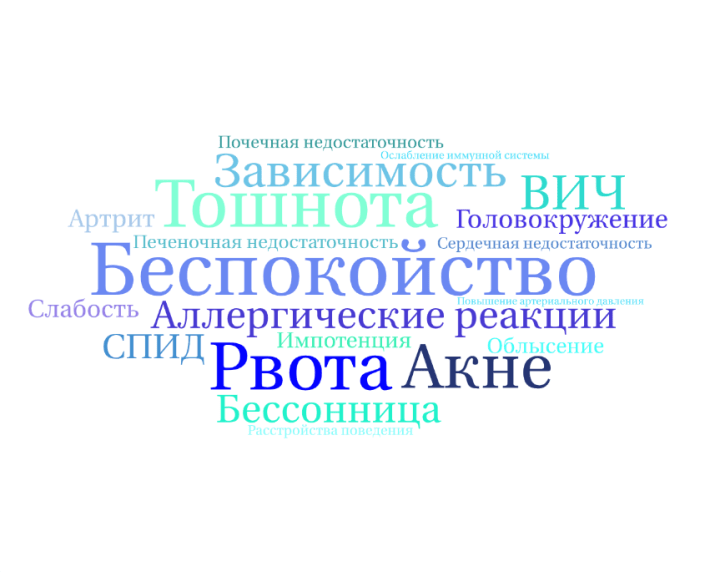 Почечная недостаточность
Ослабление иммунной системы
Зависимость
Тошнота
ВИЧ
Артрит
Головокружение
Печеночная недостаточность
Сердечная недостаточность
Беспокойство
Повышение артериального давления
Слабость
Аллергические реакции
СПИД
Импотенция
Облысение
Рвота
Акне
Бессонница
Расстройства поведения